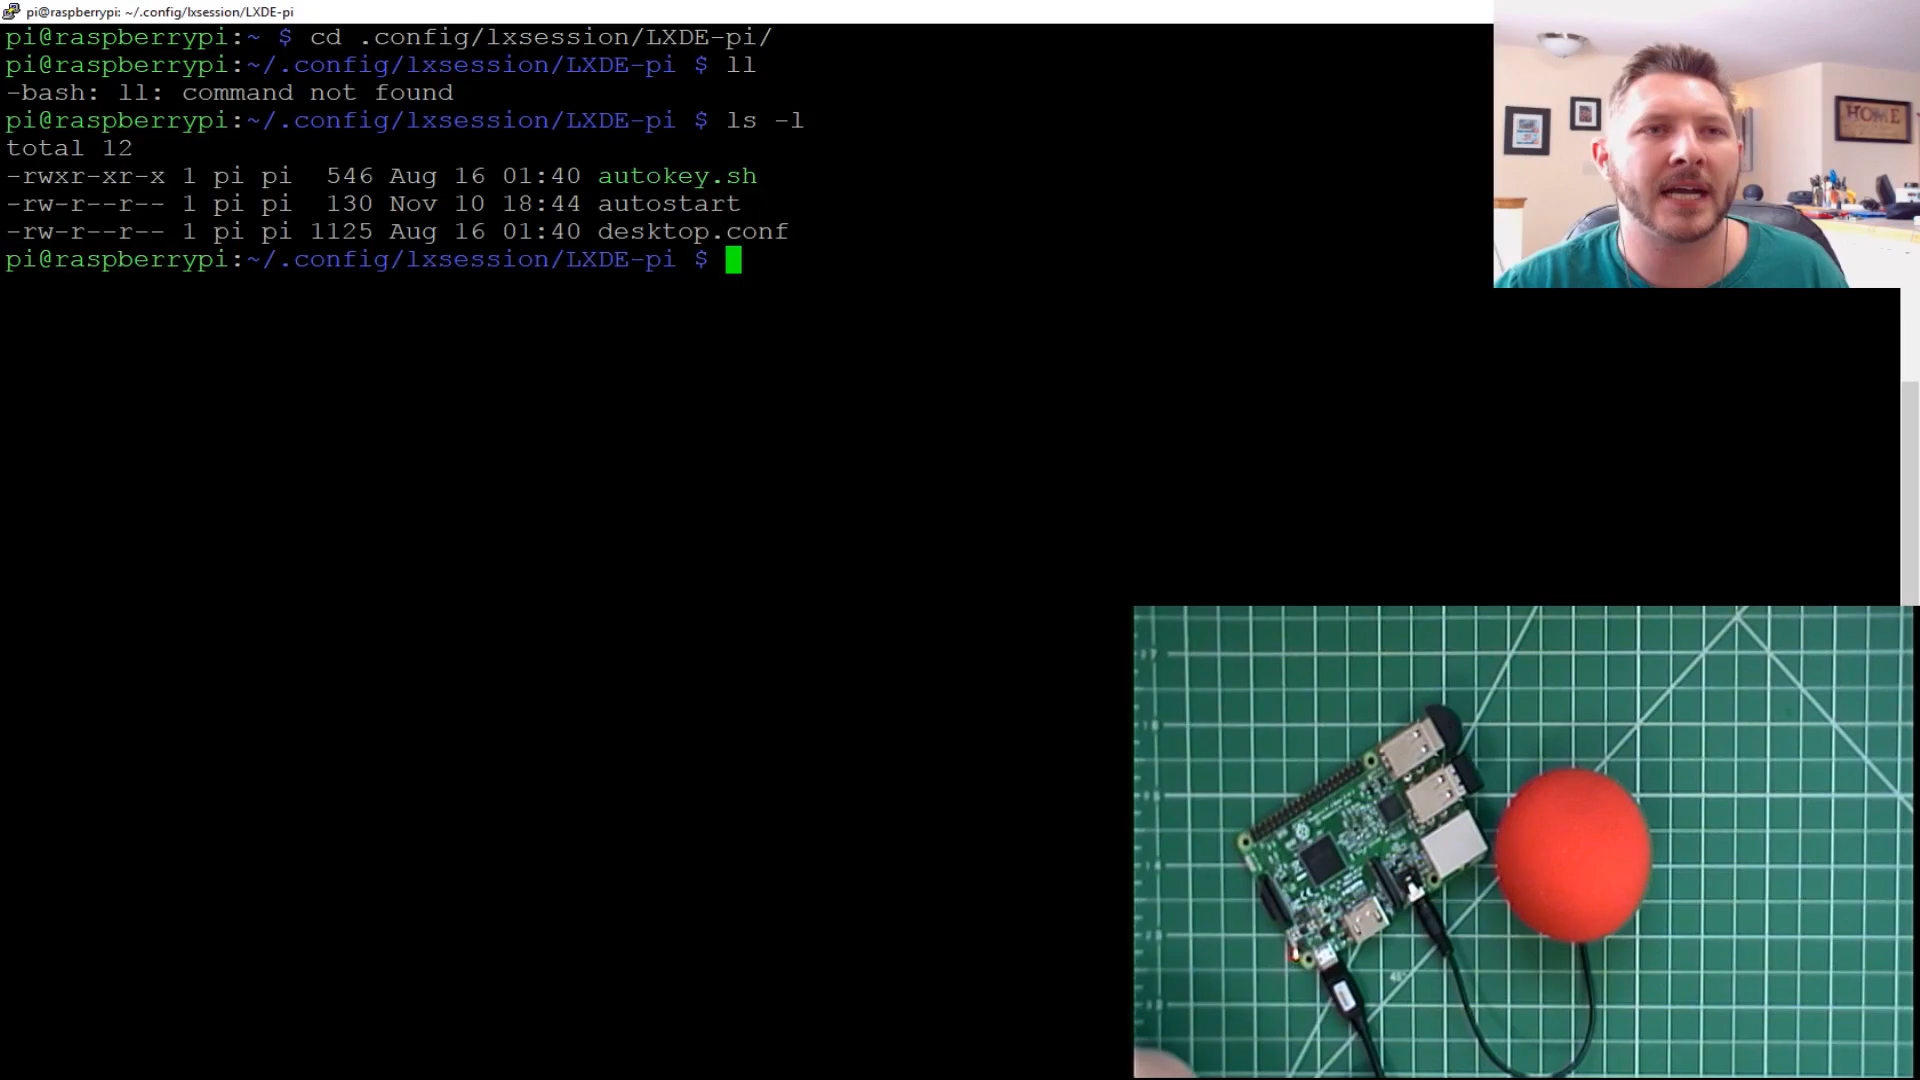 pi@raspberrypi: ~/.config/lxsession/LXDE-pi
pi@raspberrypi:~ $ cd .config/lxsession/LXDE-pi/
pi@raspberrypi:~/.config/lxsession/LXDE-pi $ ll
-bash: ll: command not found
pi@raspberrypi:~/.config/lxsession/LXDE-pi $ ls -l
total 12
-rwxr-xr-x 1 pi pi  546 Aug 16 01:40 autokey.sh
-rw-r--r-- 1 pi pi  130 Nov 10 18:44 autostart
-rw-r--r-- 1 pi pi 1125 Aug 16 01:40 desktop.conf
pi@raspberrypi:~/.config/lxsession/LXDE-pi $
HOME